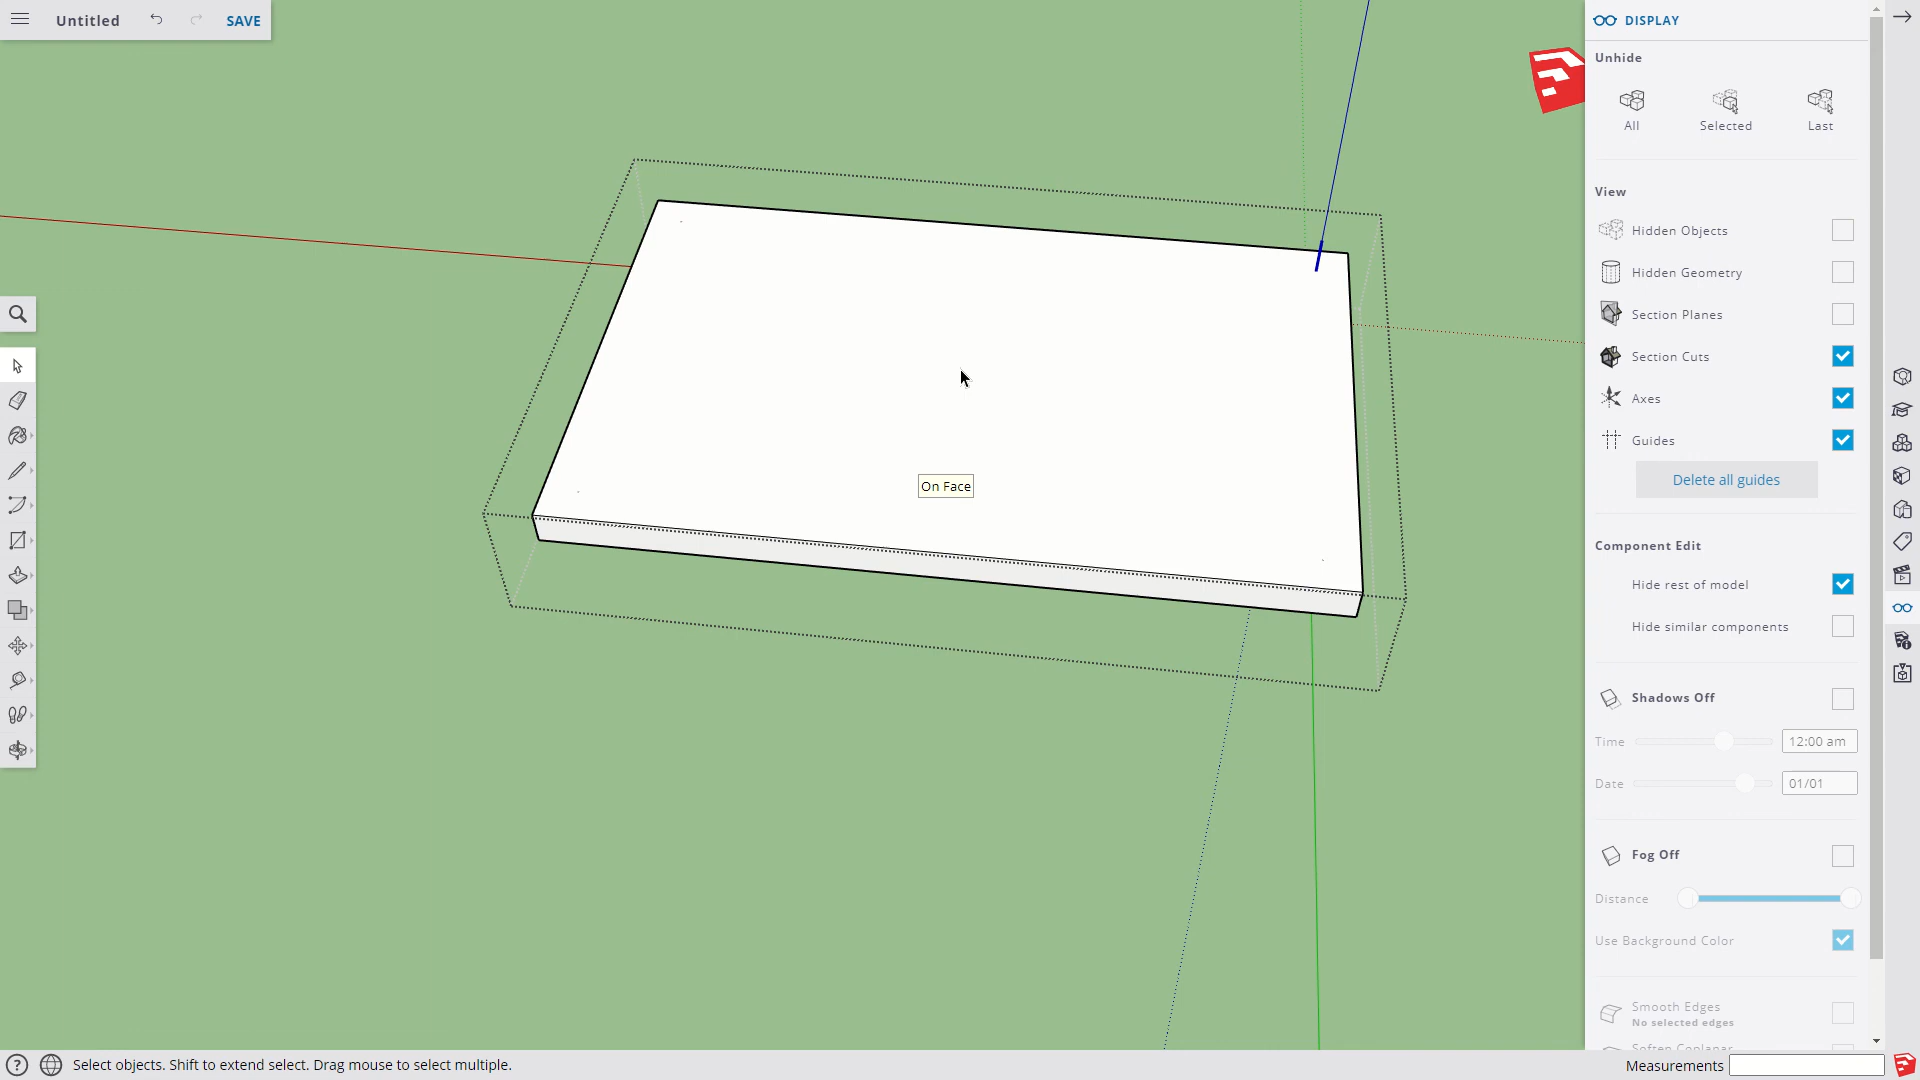 Untitled
SAVE
DISPLAY
Unhide
All
Selected
Last
View
Hidden Objects
Hidden Geometry
Section Planes
Section Cuts
Axes
Guides
Delete all guides
On Face
Component Edit
Hide rest of model
Hide similar components
Shadows Off
Time
12:00 am
Date
01/01
Fog Off
Distance
Use Background Color
Smooth Edges
No selected edges
Soften Coplanar
Select objects. Shift to extend select. Drag mouse to select multiple.
Measurements